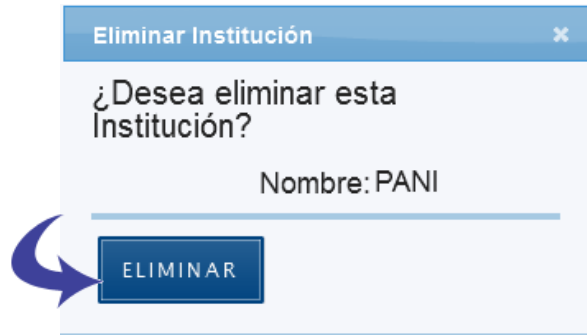 Eliminar Institución
¿Desea eliminar esta
Institución?
Nombre: PANI
ELIMINAR